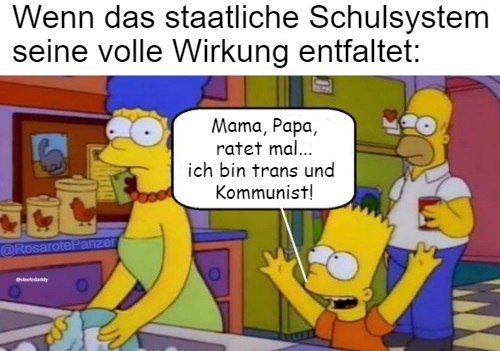 Wenn das staatliche Schulsystem
seine volle Wirkung entfaltet:
Mama, Papa,
ratet mal...
ich bin trans und
Kommunist!
@RosarotePanzer